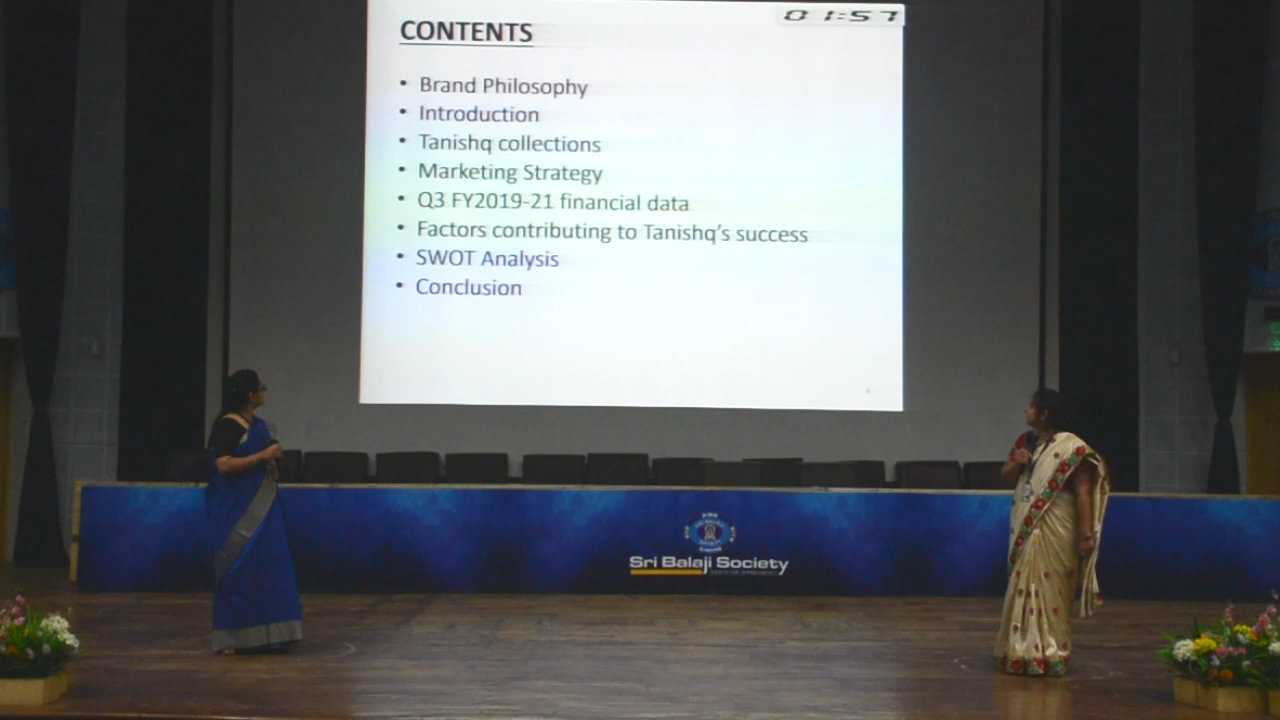 01:57
CONTENTS
• Brand Philosophy
• Introduction
• Tanishq collections
• Marketing Strategy
• Q3 FY2019-21 financial data
• Factors contributing to Tanishq's success
• SWOT Analysis
• Conclusion
Sri Balaji Society